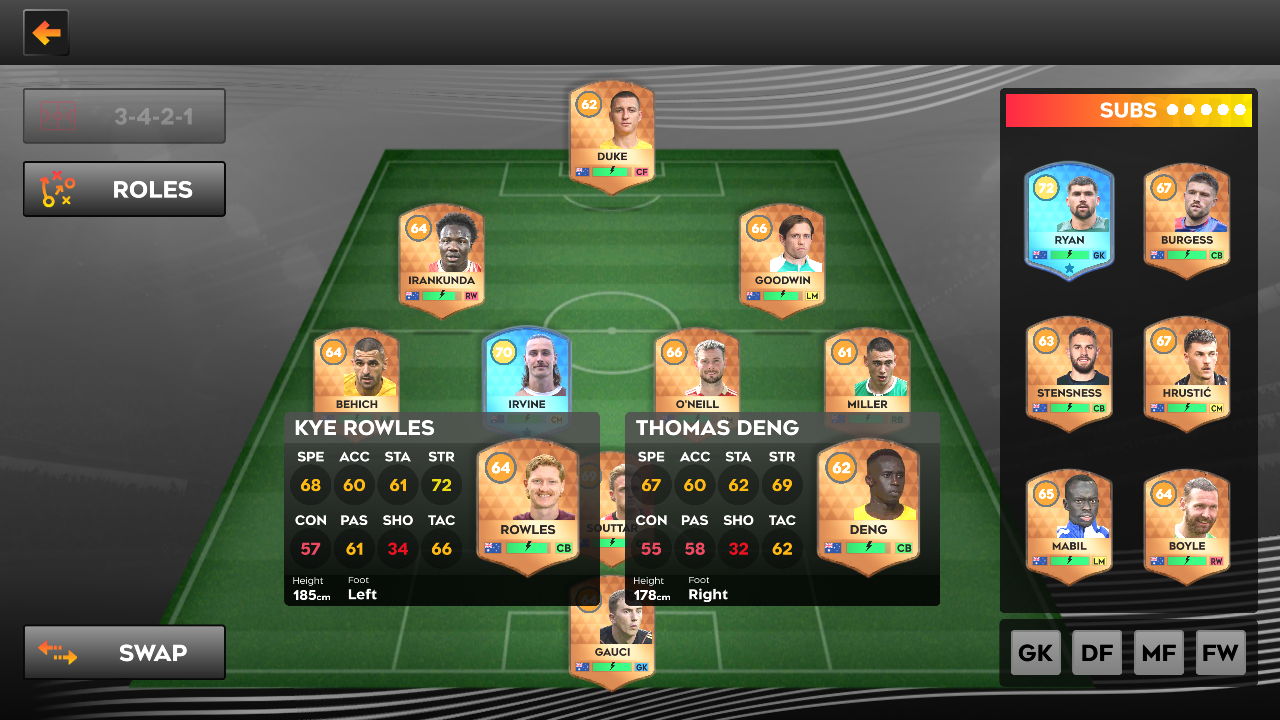 3-4-2-1
ROLES
62
DUKE
CF
64
IRANKUNDA
RW
66
GOODWIN
LM
64
BEHICH
70
IRVINE
CM
66
O'NEILL
61
MILLER
RB
KYE ROWLES
SPE ACC STA STR
68 60 61 72
CON PAS SHO TAC
57 61 34 66
Height Foot
185cm Left
64
ROWLES
CB
SOUTTAR
THOMAS DENG
SPE ACC STA STR
67 60 62 69
CON PAS SHO TAC
55 58 32 62
Height Foot
178cm Right
62
DENG
CB
GAUCI
GK
SWAP
SUBS
72
RYAN
GK
67
BURGESS
CB
63
STENSNESS
CB
67
HRUSTIĆ
CM
65
MABIL
LM
64
BOYLE
RW
GK DF MF FW